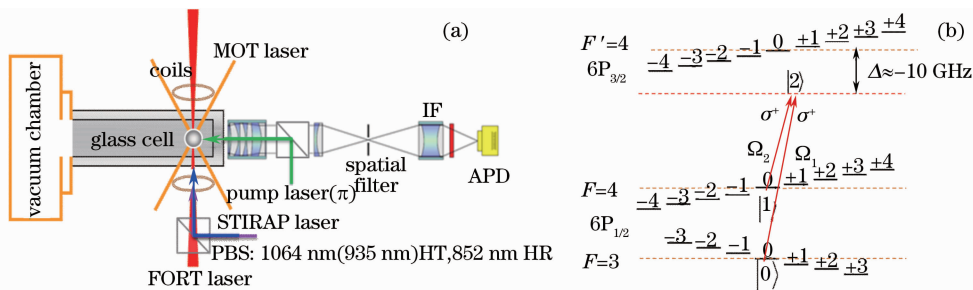 (a)
MOT laser
coils
vacuum chamber
glass cell
IF
spatial
filter
APD
pump laser(π)
STIRAP laser
PBS: 1064 nm(935 nm)HT,852 nm HR
FORT laser
(b)
F′=4
6P3/2
-4 -3 -2 -1 0 +1 +2 +3 +4
|2⟩
Δ≈-10 GHz
σ+ σ+
Ω2 Ω1
F=4
-4 -3 -2 -1 0 +1 +2 +3 +4
|1⟩
6P1/2
-3 -2 -1 0 +1 +2 +3
F=3
|0⟩